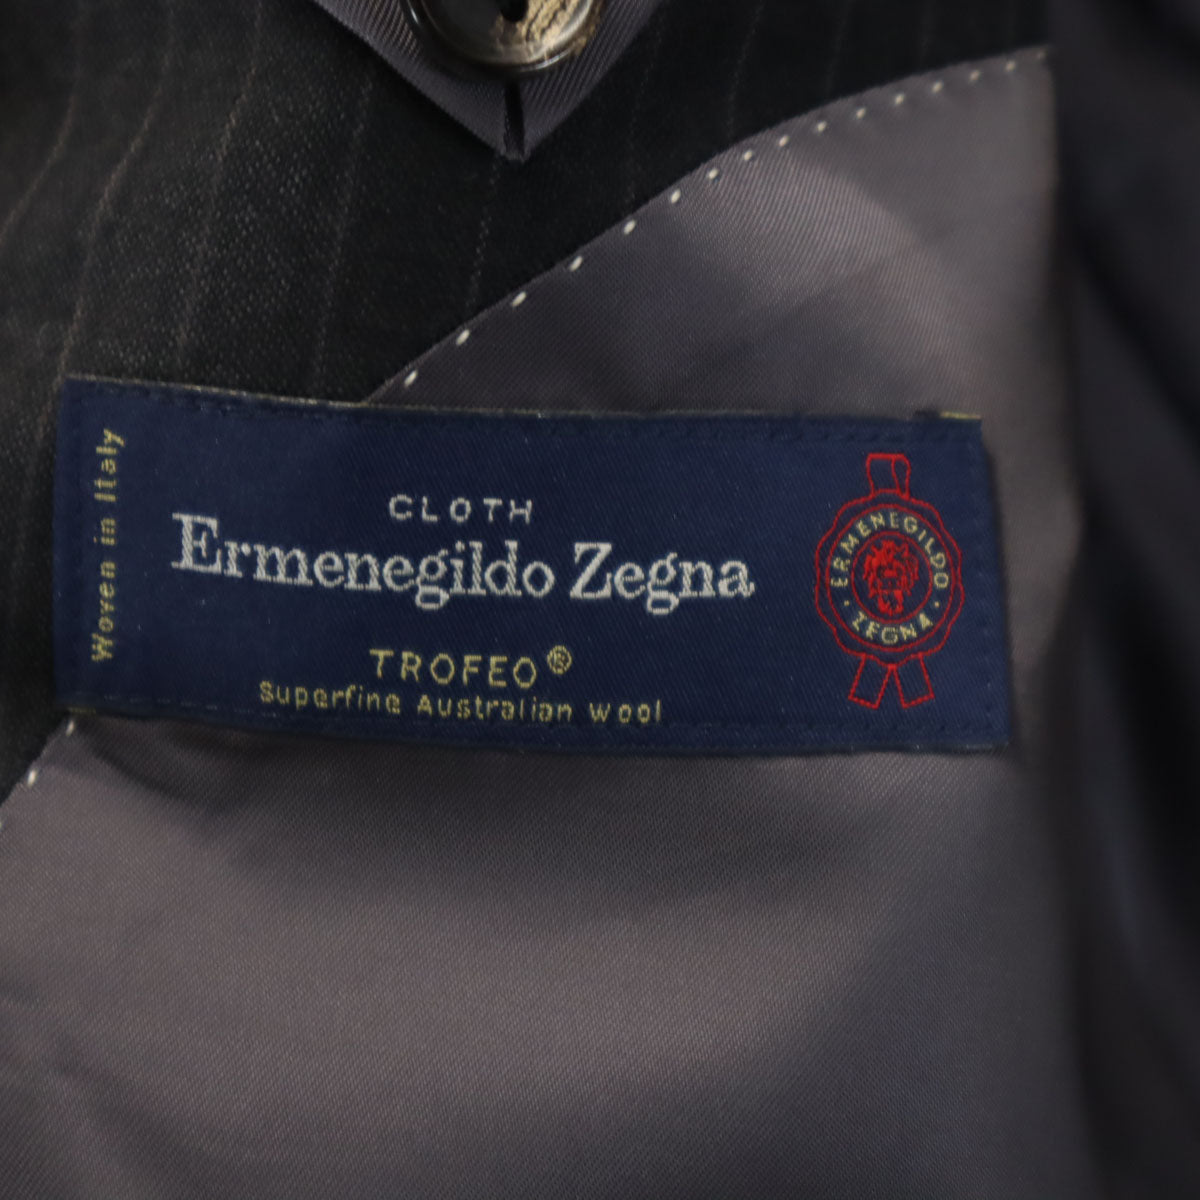 Woven in Italy
CLOTH
Ermenegildo Zegna
TROFEO®
Superfine Australian Wool
ERMENEGILDO
· ZEGNA ·